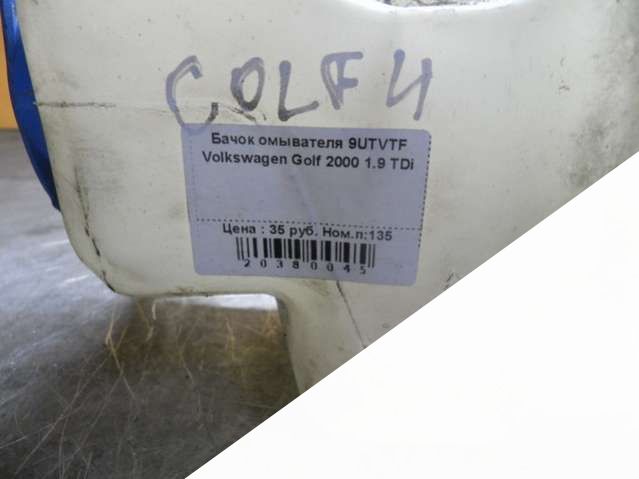 GOLF 4
Бачок омывателя 9UTVTF
Volkswagen Golf 2000 1.9 TDi
Цена : 35 руб. Ном.п:135
20380045